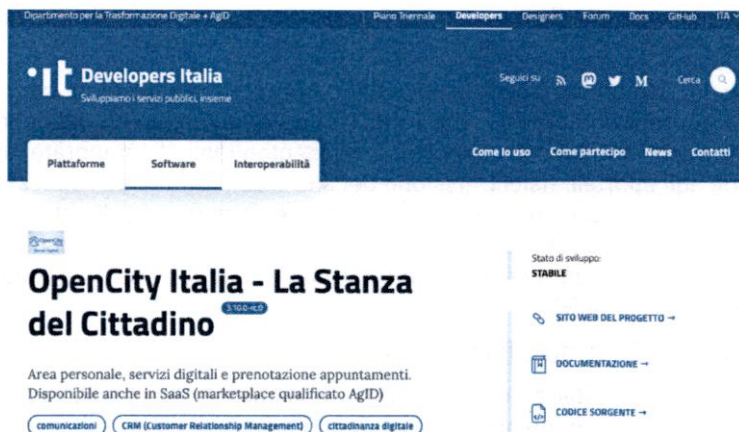 Dipartimento per la Trasformazione Digitale + AgID
Piano Triennale Developers Designers Forum Docs GitHub ITA
Developers Italia
Sviluppiamo i servizi pubblici, insieme
Seguici su
Cerca
Plattaforme Software Interoperabilità
Come lo uso Come partecipo News Contatti
OpenCity
OpenCity Italia - La Stanza
del Cittadino
Area personale, servizi digitali e prenotazione appuntamenti.
Disponibile anche in SaaS (marketplace qualificato AgID)
comunicazioni CRM (Customer Relationship Management) cittadinanza digitale
Stato di sviluppo:
STABILE
SITO WEB DEL PROGETTO →
DOCUMENTAZIONE →
CODICE SORGENTE →